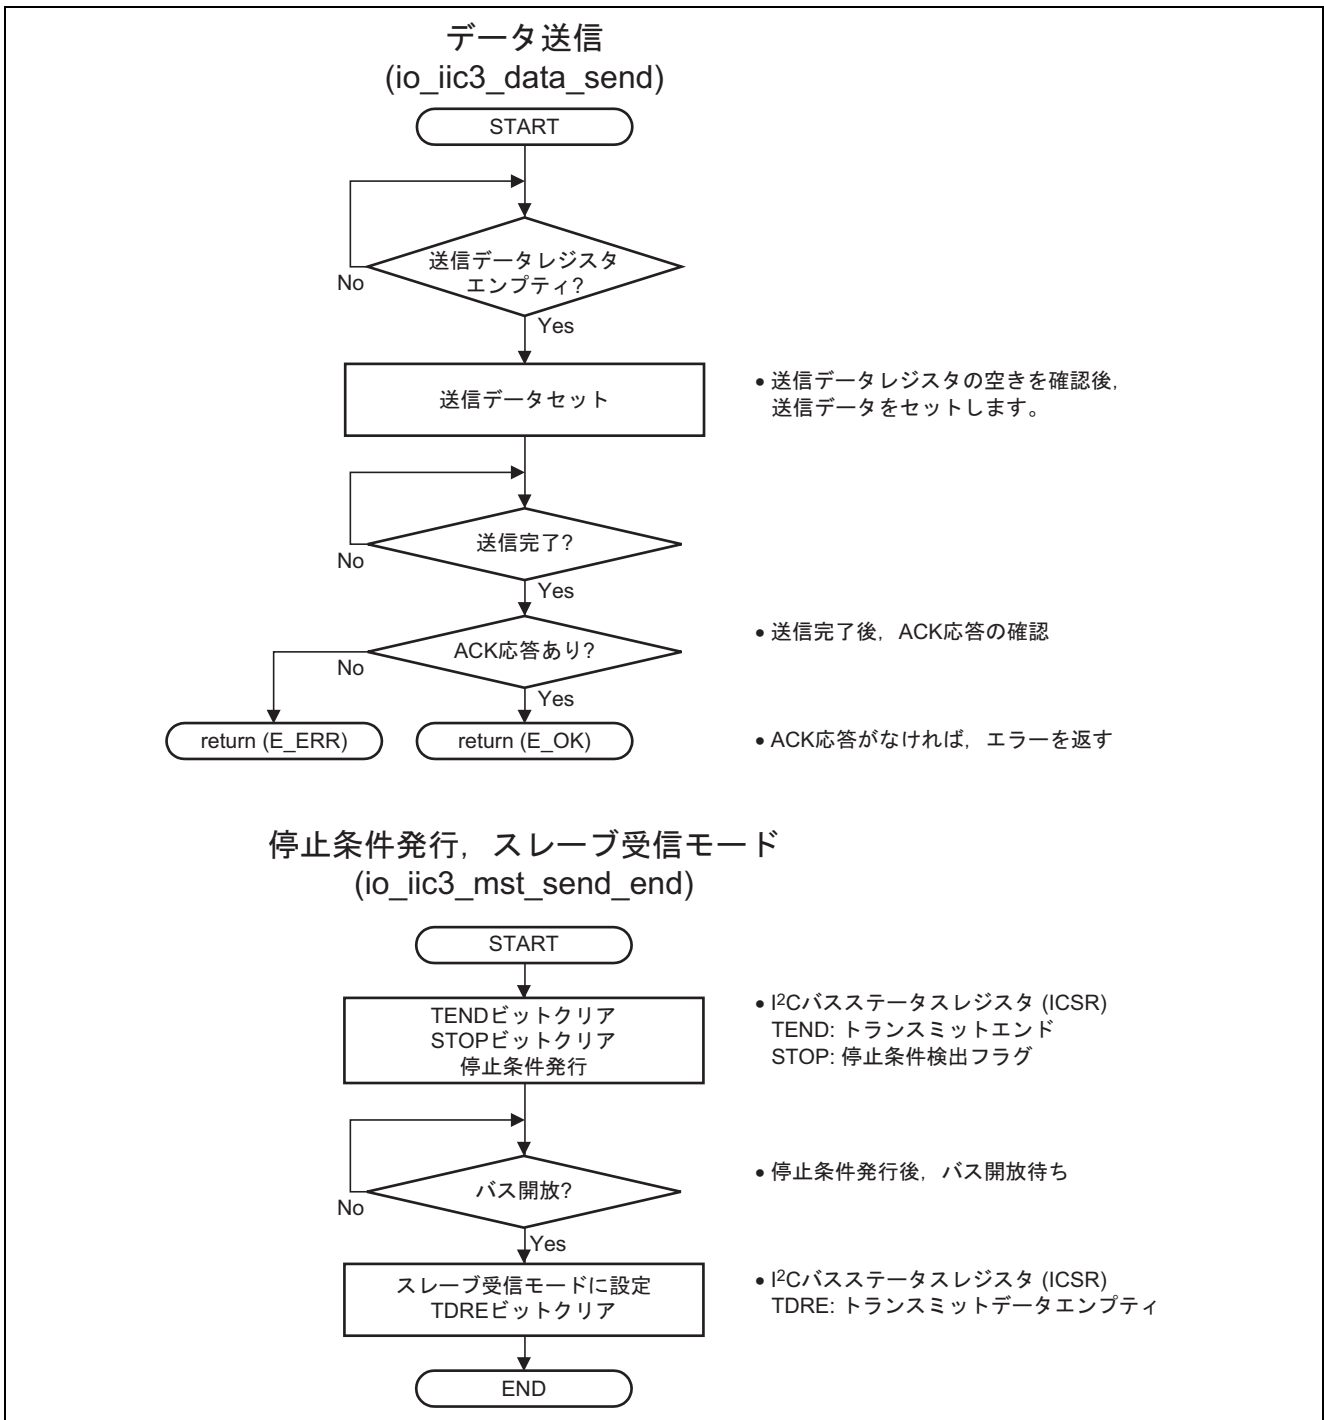 データ送信
(io_iic3_data_send)
START
送信データレジスタ
エンプティ?
No
Yes
送信データセット
• 送信データレジスタの空きを確認後,
送信データをセットします。
送信完了?
No
Yes
• 送信完了後, ACK応答の確認
ACK応答あり?
No
Yes
return (E_ERR)
return (E_OK)
• ACK応答がなければ, エラーを返す
停止条件発行, スレーブ受信モード
(io_iic3_mst_send_end)
START
TENDビットクリア
STOPビットクリア
停止条件発行
• I²Cバスステータスレジスタ (ICSR)
TEND: トランスミットエンド
STOP: 停止条件検出フラグ
バス開放?
No
Yes
• 停止条件発行後, バス開放待ち
スレーブ受信モードに設定
TDREビットクリア
• I²Cバスステータスレジスタ (ICSR)
TDRE: トランスミットデータエンプティ
END